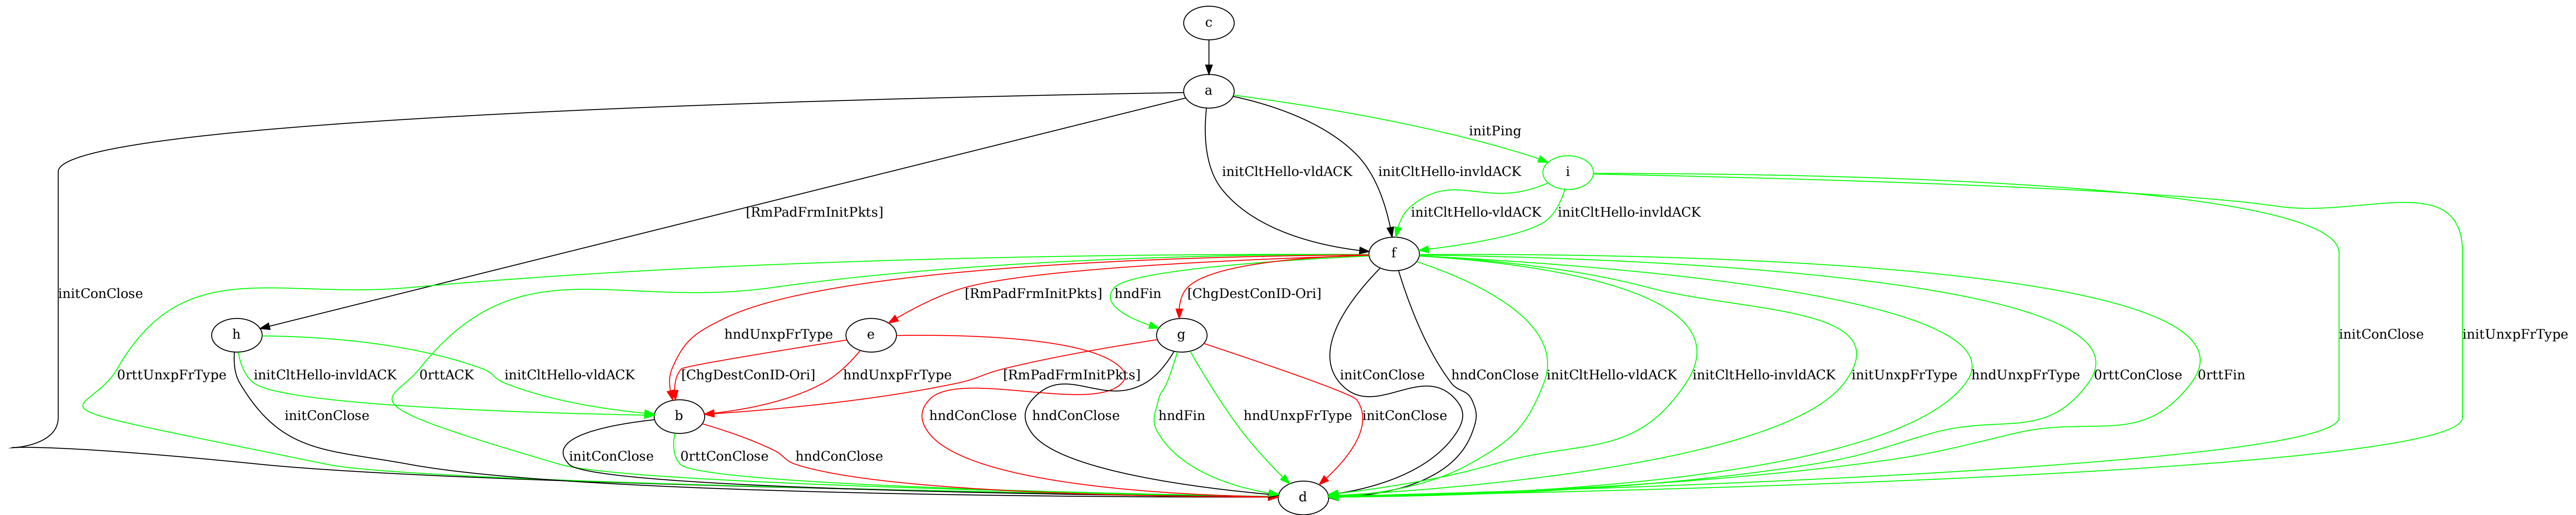 c
a
initPing
initCltHello-vldACK
initCltHello-invldACK
i
[RmPadFrmInitPkts]
initCltHello-vldACK
initCltHello-invldACK
f
initConClose
[RmPadFrmInitPkts]
hndFin
[ChgDestConID-Ori]
h
hndUnxpFrType
e
g
initConClose
initUnxpFrType
0rttUnxpFrType
initCltHello-invldACK
0rttACK
initCltHello-vldACK
[ChgDestConID-Ori]
hndUnxpFrType
[RmPadFrmInitPkts]
initConClose
hndConClose
initCltHello-vldACK
initCltHello-invldACK
initUnxpFrType
hndUnxpFrType
0rttConClose
0rttFin
initConClose
b
hndConClose
hndConClose
hndFin
hndUnxpFrType
initConClose
initConClose
0rttConClose
hndConClose
d